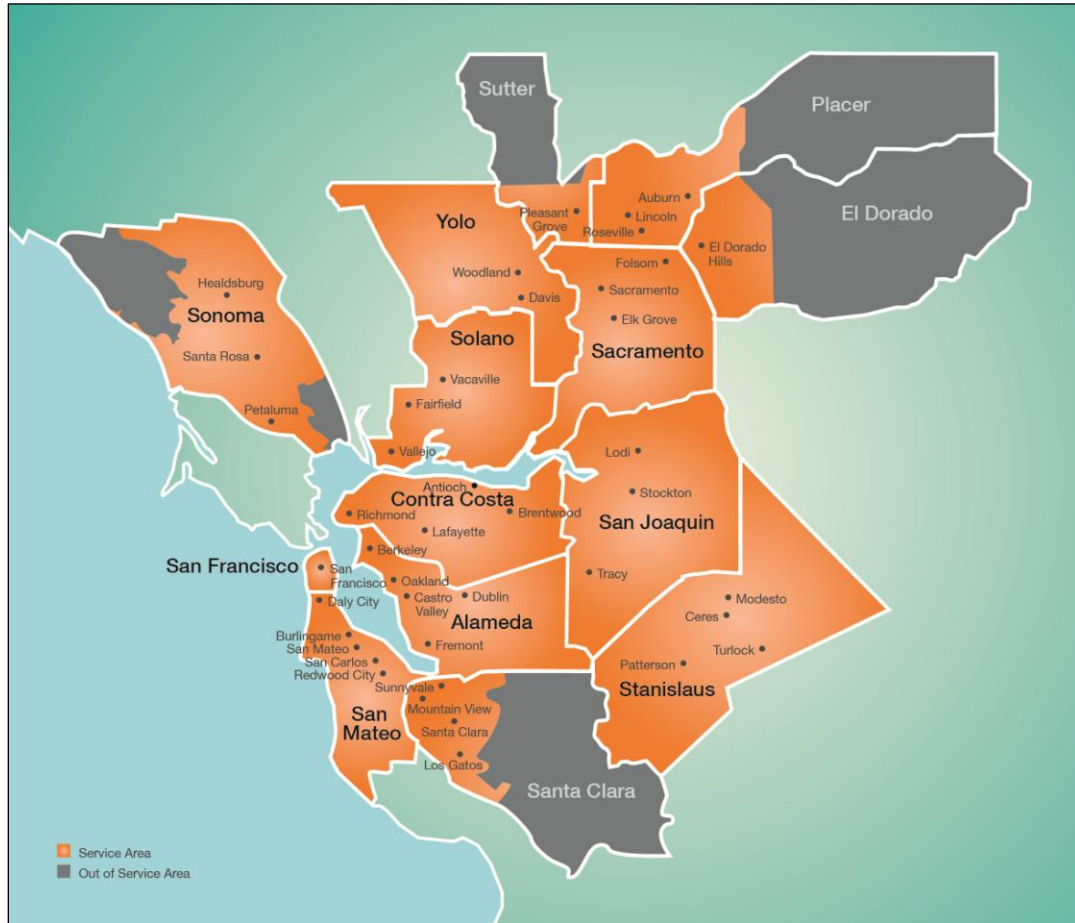 Sutter
Placer
Auburn
Yolo
Pleasant
Grove
Lincoln
Roseville
El Dorado
El Dorado
Hills
Folsom
Woodland
Healdsburg
Sacramento
Davis
Sonoma
Elk Grove
Solano
Sacramento
Santa Rosa
Vacaville
Fairfield
Petaluma
Vallejo
Lodi
Antioch
Contra Costa
Stockton
Richmond
Brentwood
San Joaquin
Lafayette
Berkeley
San Francisco
San
Francisco
Oakland
Tracy
Daly City
Castro
Valley
Dublin
Modesto
Alameda
Ceres
Burlingame
San Mateo
Fremont
Turlock
San Carlos
Redwood City
Patterson
Sunnyvale
Stanislaus
Mountain View
San
Mateo
Santa Clara
Los Gatos
Santa Clara
Service Area
Out of Service Area